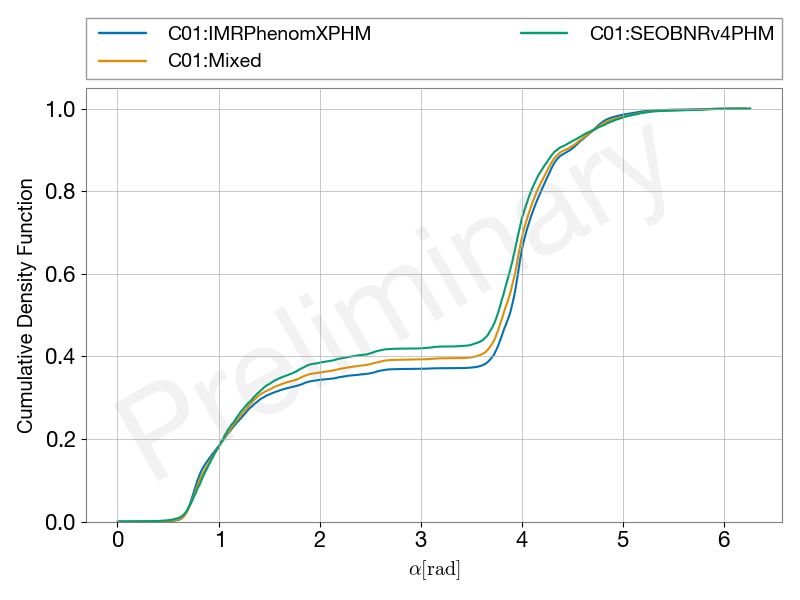 C01:IMRPhenomXPHM
C01:Mixed
C01:SEOBNRv4PHM
Cumulative Density Function
1.0
0.8
0.6
0.4
0.2
0.0
Preliminary
0 1 2 3 4 5 6
α[rad]